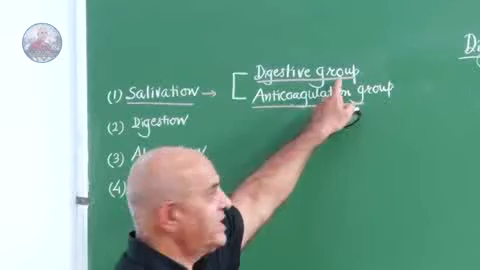 (1) Salivation → Digestive group
Anticoagulation group
(2) Digestion
(3)
(4)